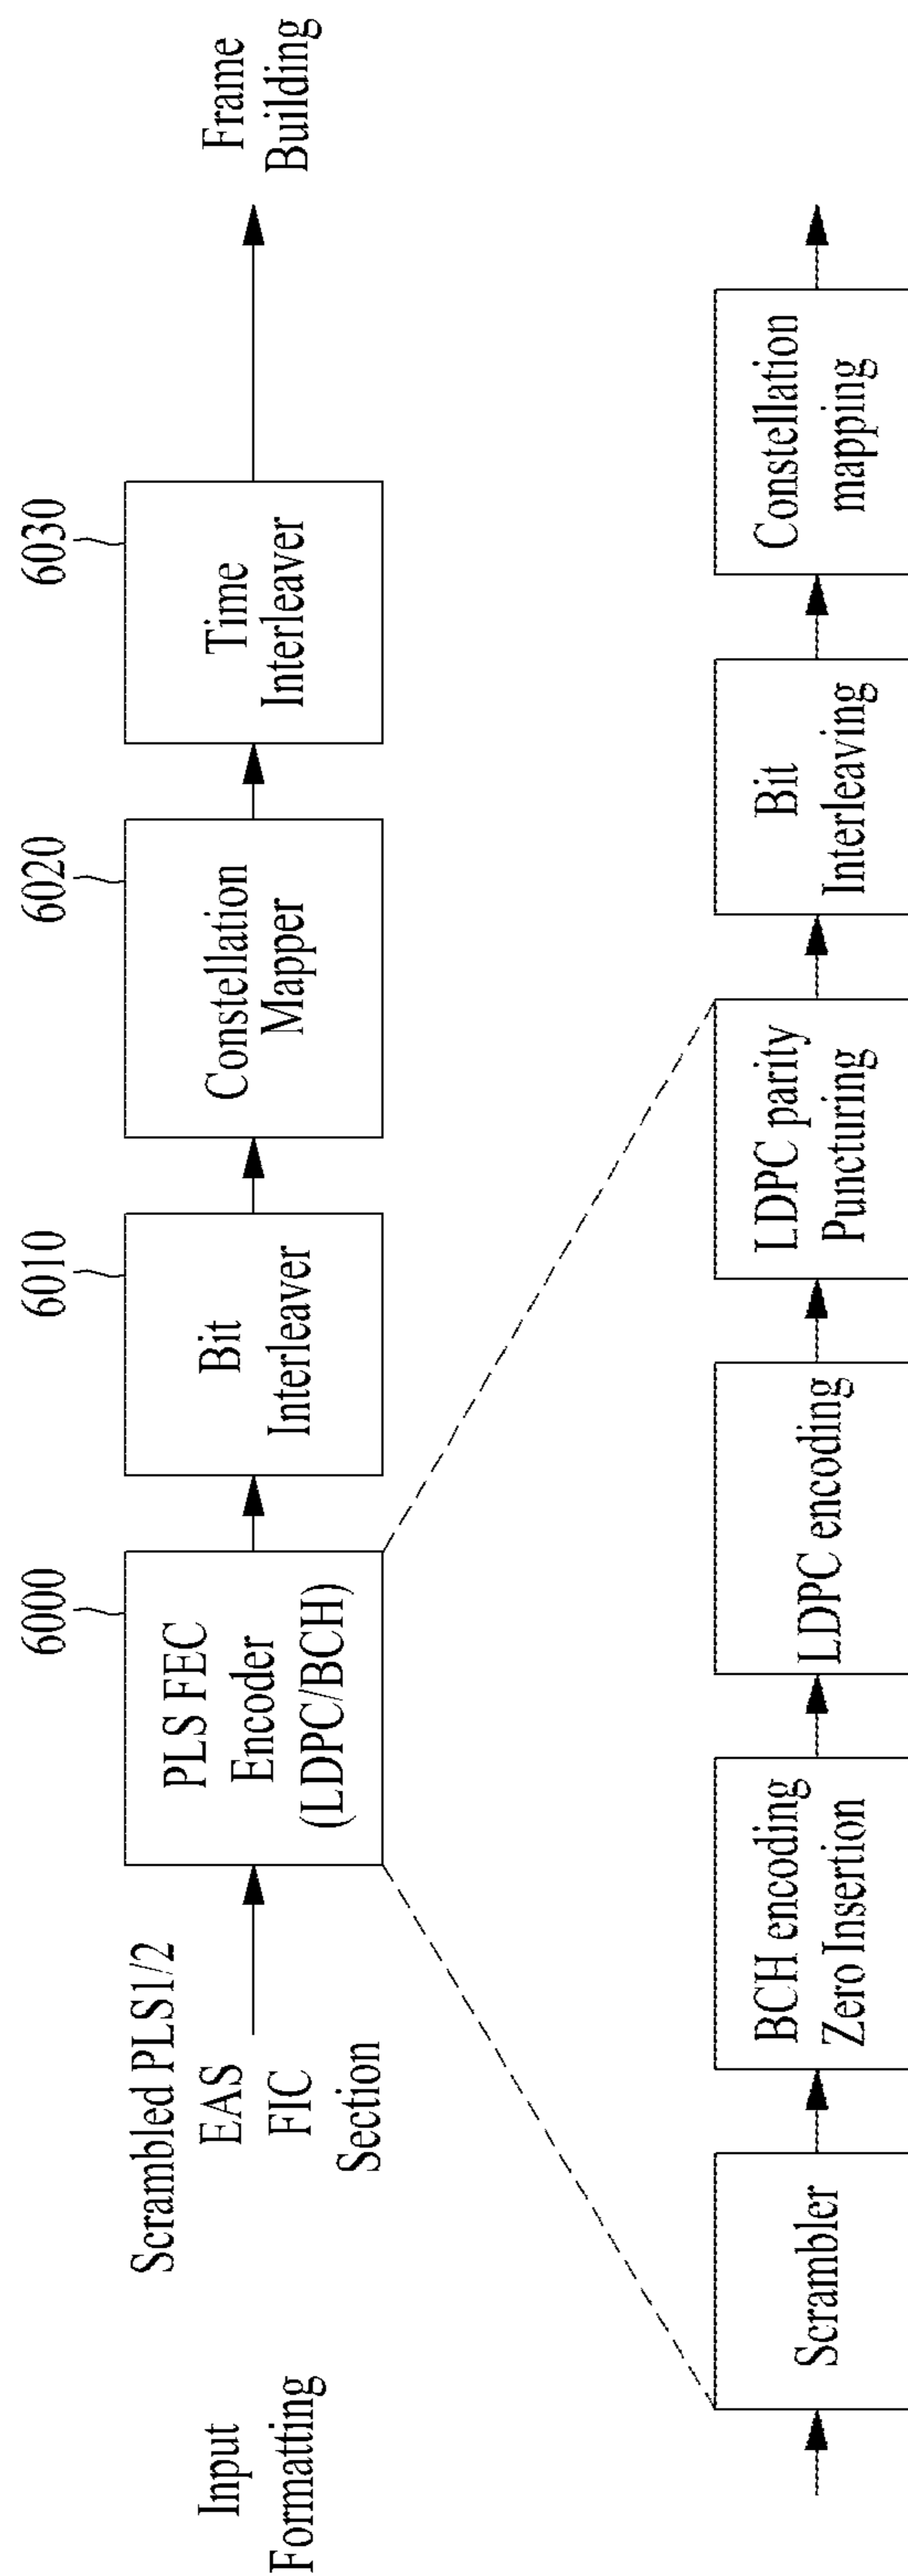 Input
Formatting
Scrambled PLS1/2
EAS
FIC
Section
6000
PLS FEC
Encoder
(LDPC/BCH)
6010
Bit
Interleaver
6020
Constellation
Mapper
6030
Time
Interleaver
Frame
Building
Scrambler
BCH encoding
Zero Insertion
LDPC encoding
LDPC parity
Puncturing
Bit
Interleaving
Constellation
mapping